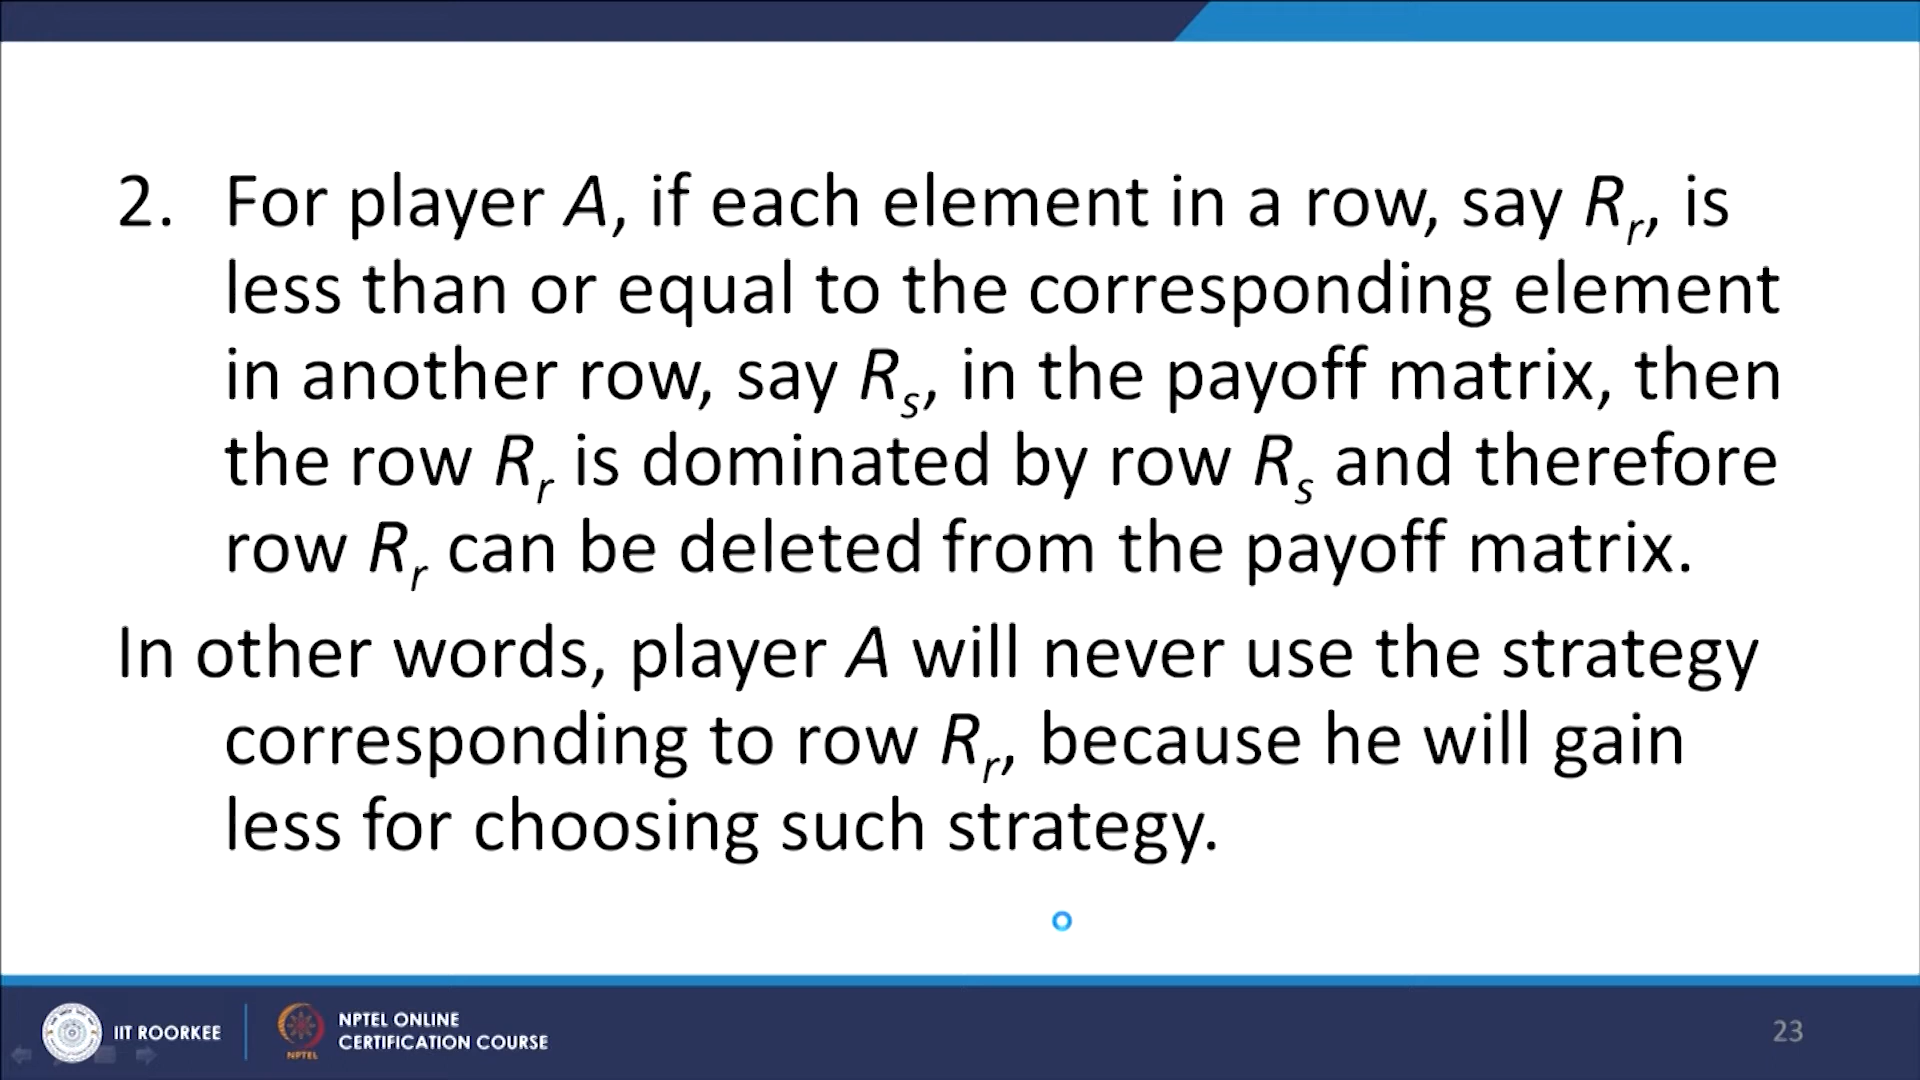 2. For player A, if each element in a row, say Rr, is
less than or equal to the corresponding element
in another row, say Rs, in the payoff matrix, then
the row Rr is dominated by row Rs and therefore
row Rr can be deleted from the payoff matrix.
In other words, player A will never use the strategy
corresponding to row Rr, because he will gain
less for choosing such strategy.
IIT ROORKEE
NPTEL
NPTEL ONLINE
CERTIFICATION COURSE
23